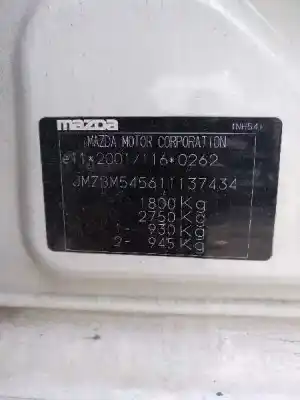 mazda
(NH54)
MAZDA MOTOR CORPORATION
e11*2001/116*0262
JMZBM545611137434
1800 Kg
2750 Kg
1- 930 Kg
2- 945 Kg